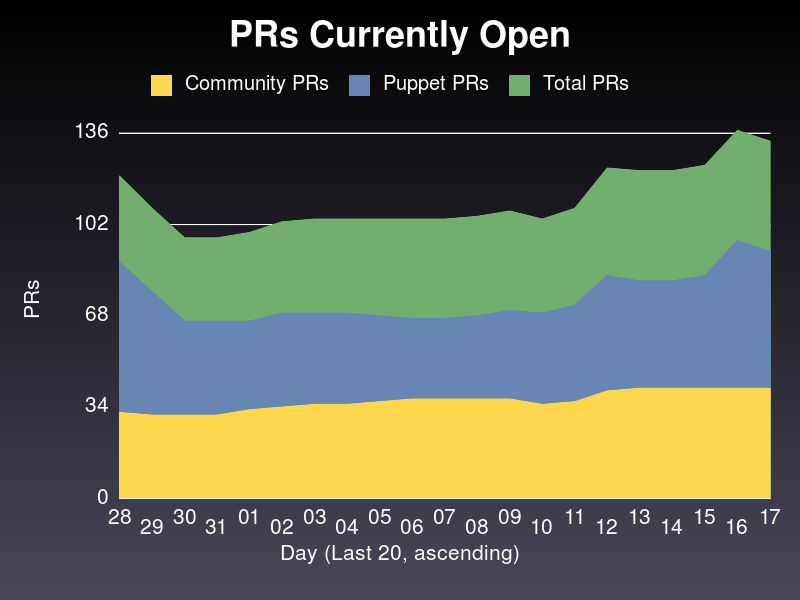 PRs Currently Open
Community PRs Puppet PRs Total PRs
136
102
68
34
0
PRs
28 29 30 31 01 02 03 04 05 06 07 08 09 10 11 12 13 14 15 16 17
Day (Last 20, ascending)